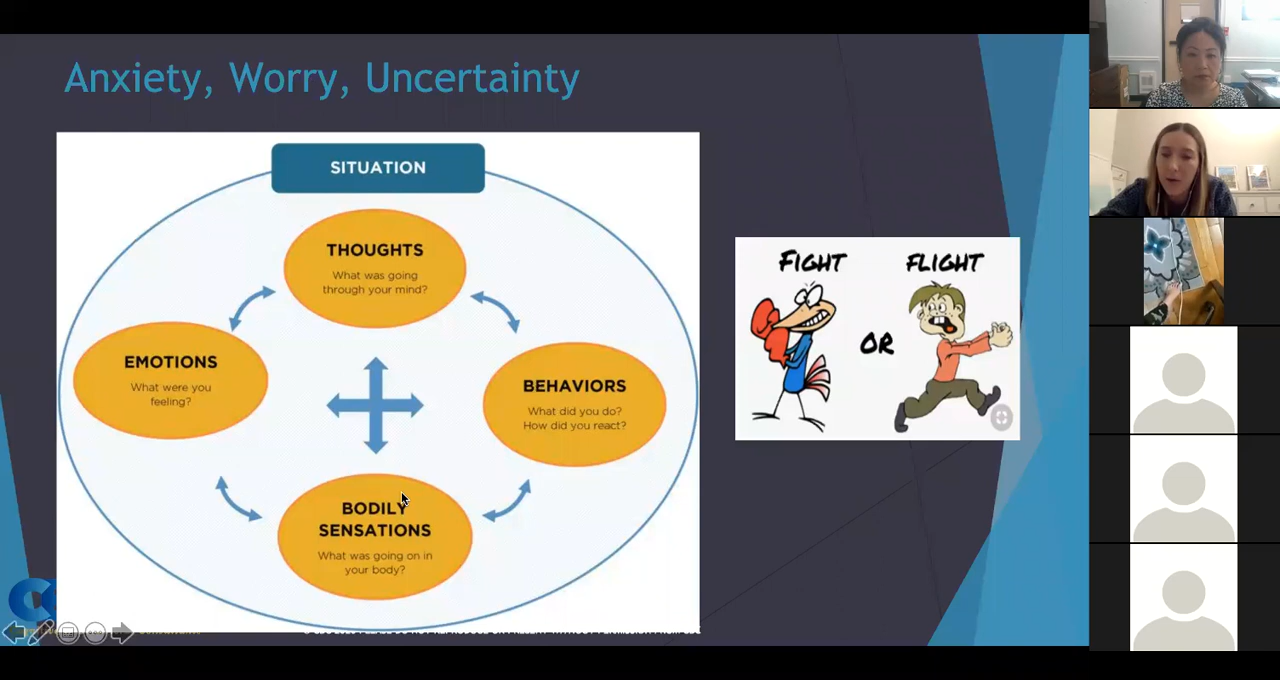 Anxiety, Worry, Uncertainty
SITUATION
THOUGHTS
What was going
through your mind?
EMOTIONS
What were you
feeling?
BEHAVIORS
What did you do?
How did you react?
BODILY
SENSATIONS
What was going on in
your body?
FIGHT
OR
FLIGHT